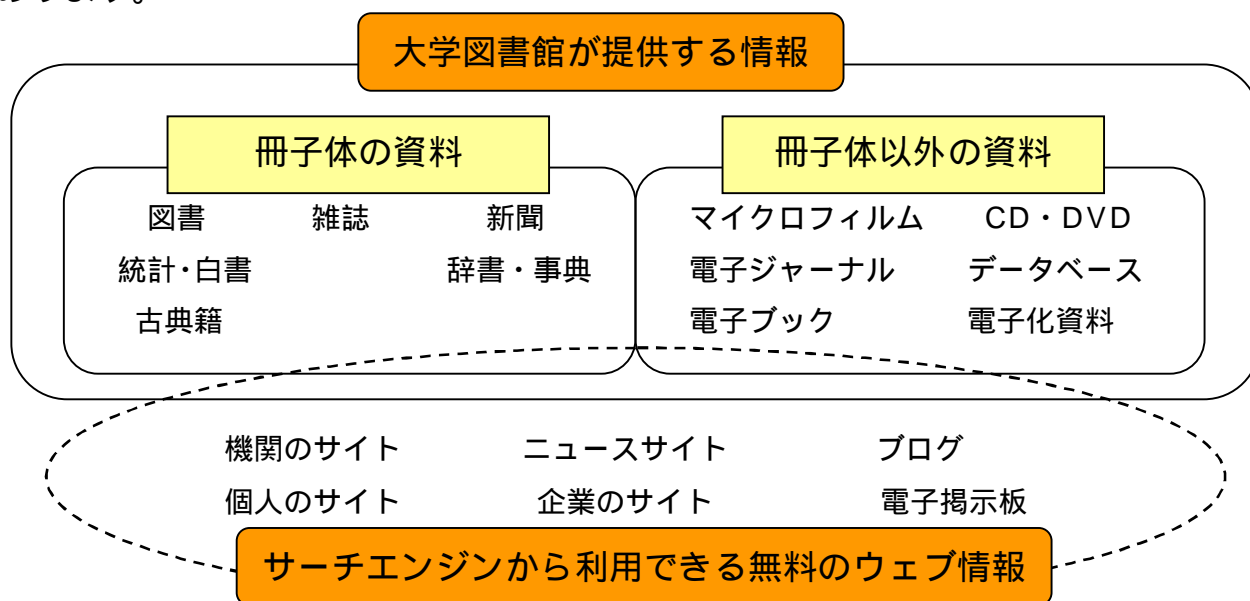 大学図書館が提供する情報
冊子体の資料
冊子体以外の資料
図書 雑誌 新聞
統計・白書 辞書・事典
古典籍
マイクロフィルム CD・DVD
電子ジャーナル データベース
電子ブック 電子化資料
機関のサイト ニュースサイト ブログ
個人のサイト 企業のサイト 電子掲示板
サーチエンジンから利用できる無料のウェブ情報